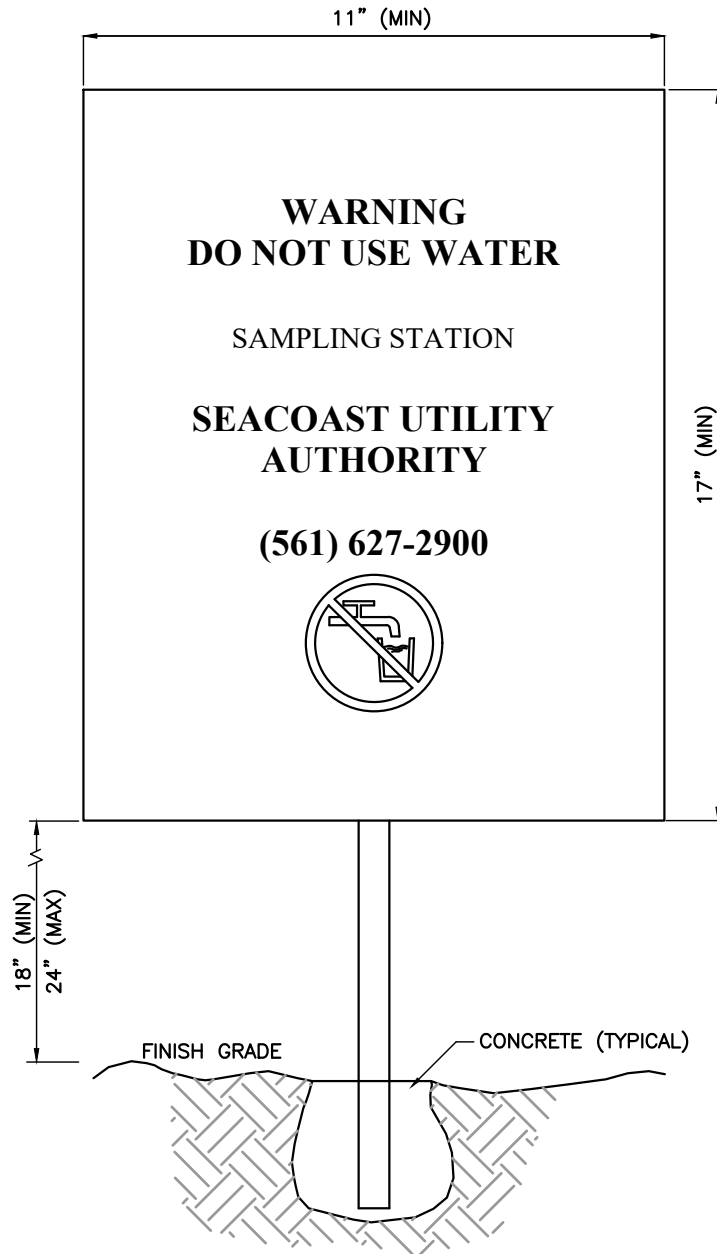 11” (MIN)
WARNING
DO NOT USE WATER
SAMPLING STATION
SEACOAST UTILITY
AUTHORITY
(561) 627-2900
17” (MIN)
18” (MIN)
24” (MAX)
FINISH GRADE
CONCRETE (TYPICAL)